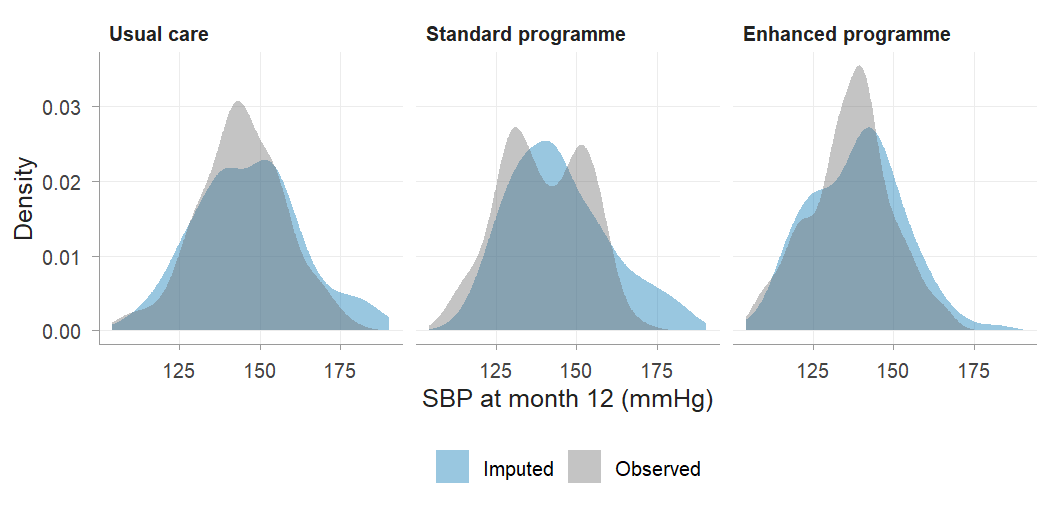 Usual care Standard programme Enhanced programme
0.03
0.02
0.01
0.00
Density
125 150 175 125 150 175 125 150 175
SBP at month 12 (mmHg)
Imputed Observed